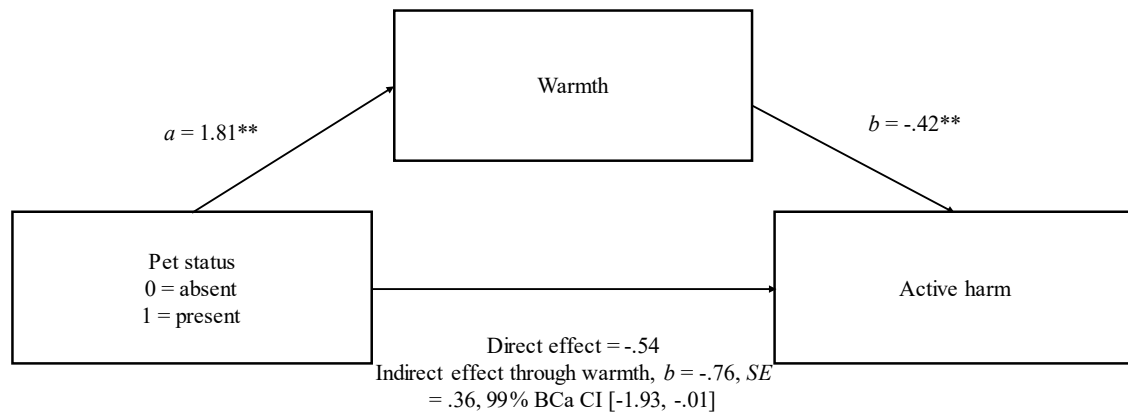 Warmth
a = 1.81**
b = -.42**
Pet status
0 = absent
1 = present
Active harm
Direct effect = -.54
Indirect effect through warmth, b = -.76, SE
= .36, 99% BCa CI [-1.93, -.01]